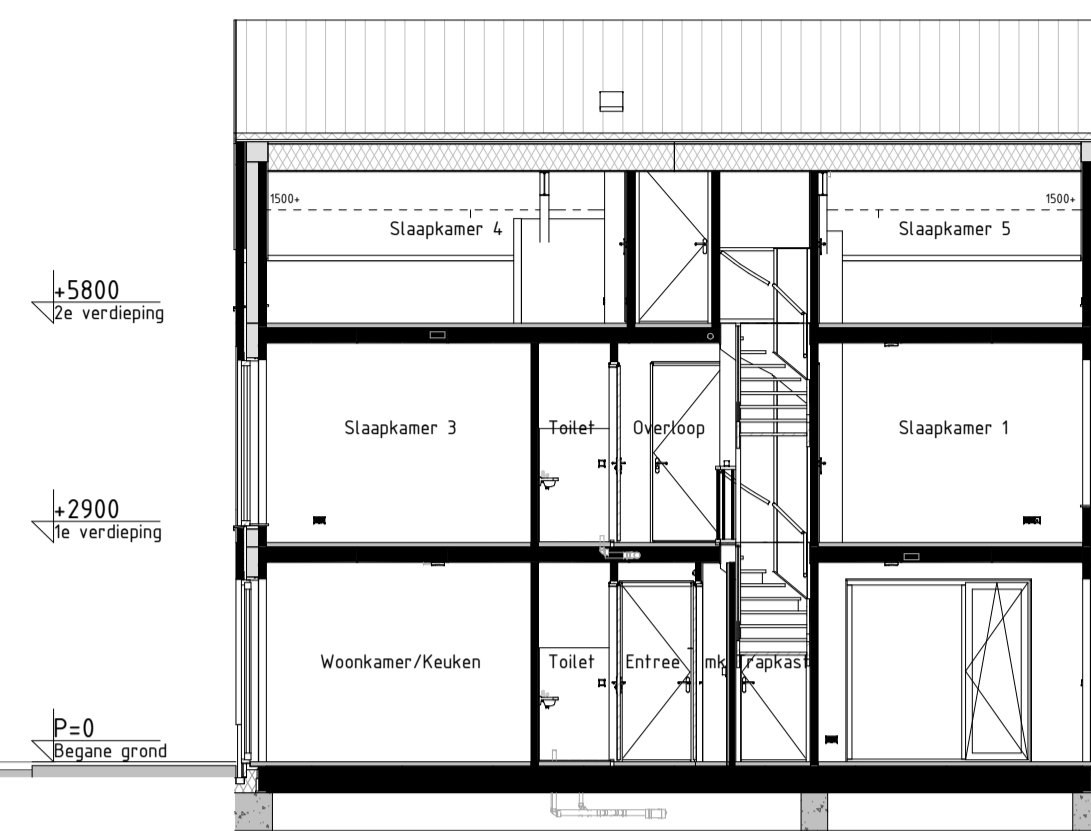 1500+
1500+
Slaapkamer 4
Slaapkamer 5
+5800
2e verdieping
Slaapkamer 3
Toilet
Overloop
Slaapkamer 1
+2900
1e verdieping
Woonkamer/Keuken
Toilet
Entree
mk
Trapkast
P=0
Begane grond